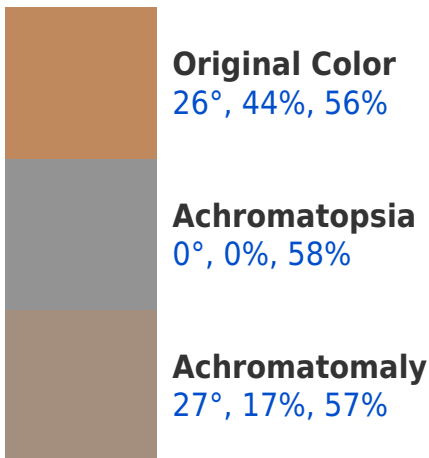 Original Color
26°, 44%, 56%
Achromatopsia
0°, 0%, 58%
Achromatomaly
27°, 17%, 57%